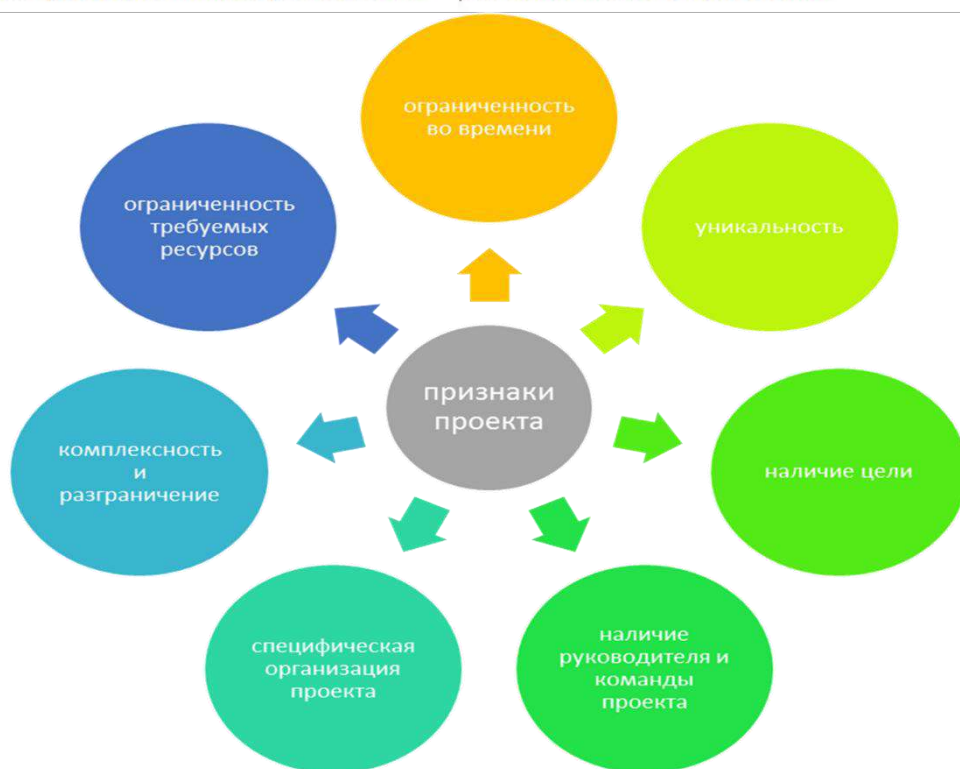 ограниченность
во времени
уникальность
наличие цели
наличие
руководителя и
команды
проекта
специфическая
организация
проекта
комплексность
и
разграничение
ограниченность
требуемых
ресурсов
признаки
проекта